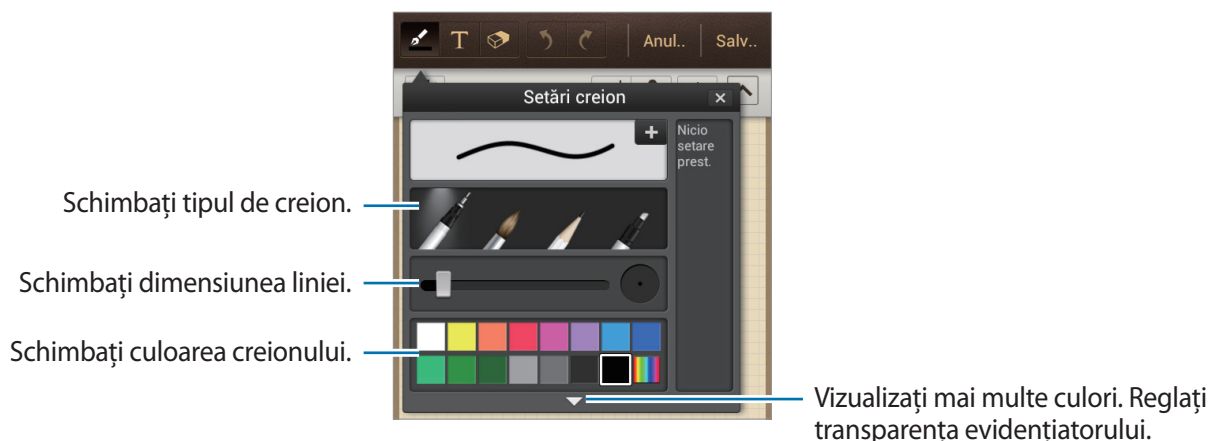 T
Anul..
Salv..
Setări creion
Nicio
setare
prest.
Schimbați tipul de creion.
Schimbați dimensiunea liniei.
Schimbați culoarea creionului.
Vizualizați mai multe culori. Reglați
transparența evidențiatorului.